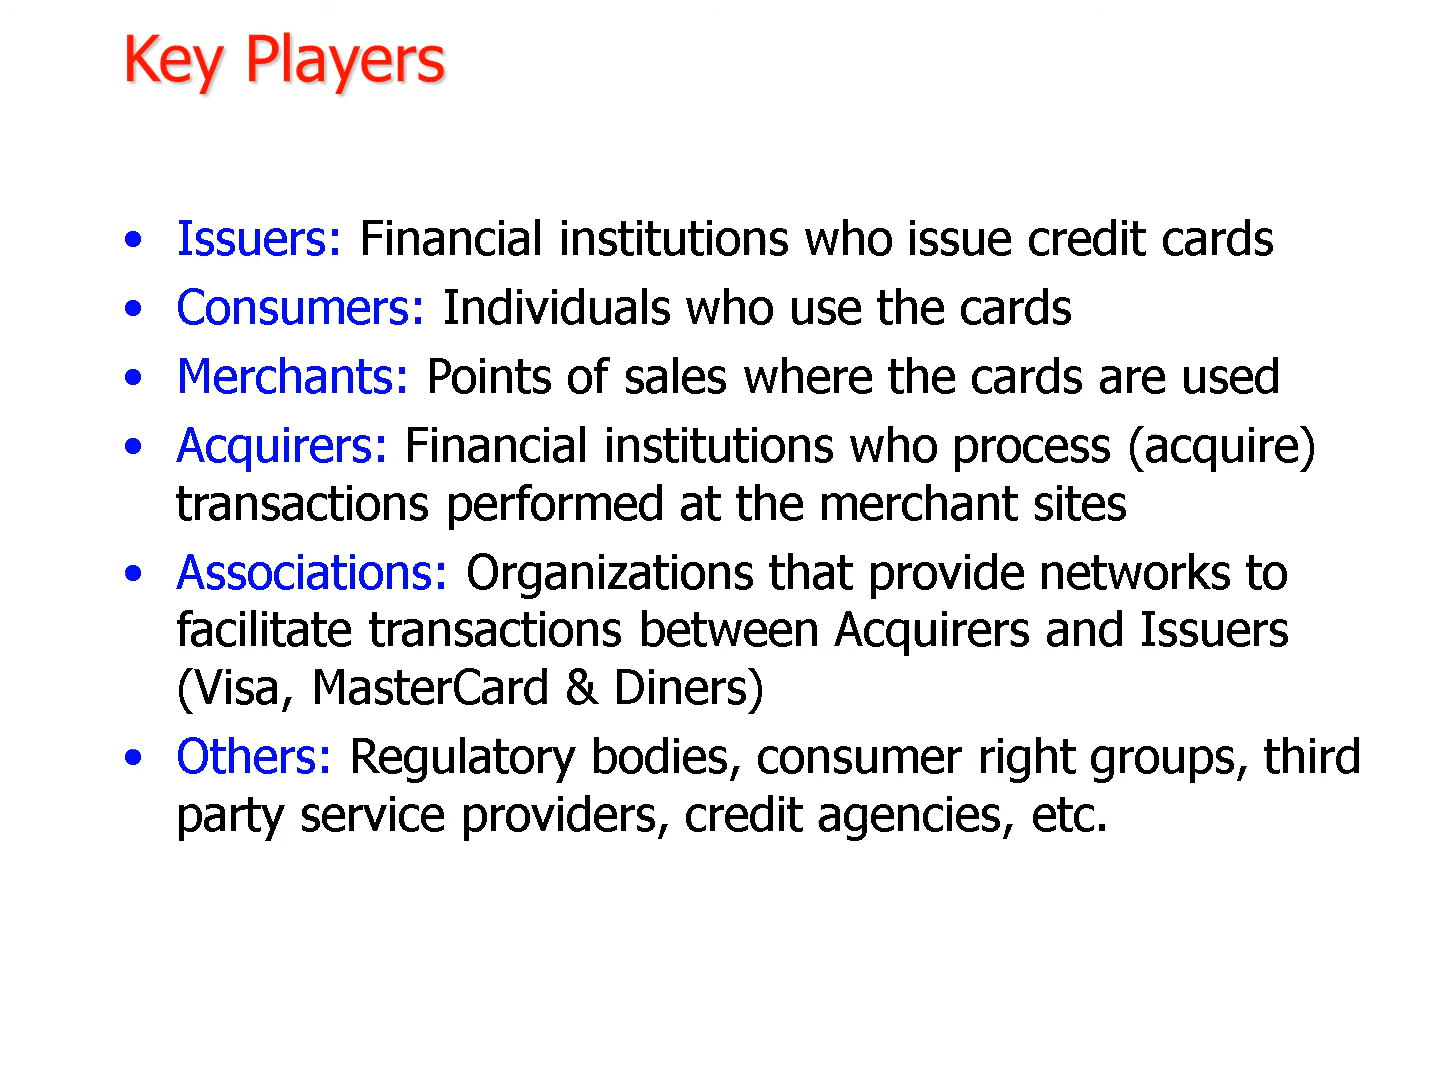 Key Players
• Issuers: Financial institutions who issue credit cards
• Consumers: Individuals who use the cards
• Merchants: Points of sales where the cards are used
• Acquirers: Financial institutions who process (acquire)
transactions performed at the merchant sites
• Associations: Organizations that provide networks to
facilitate transactions between Acquirers and Issuers
(Visa, MasterCard & Diners)
• Others: Regulatory bodies, consumer right groups, third
party service providers, credit agencies, etc.